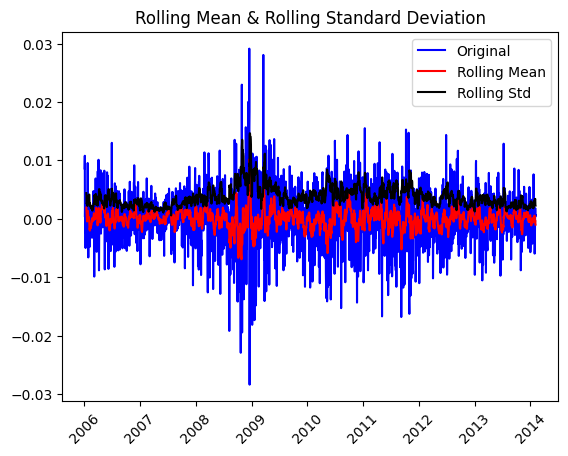 Rolling Mean & Rolling Standard Deviation
0.03
0.02
0.01
0.00
−0.01
−0.02
−0.03
Original
Rolling Mean
Rolling Std
2006 2007 2008 2009 2010 2011 2012 2013 2014